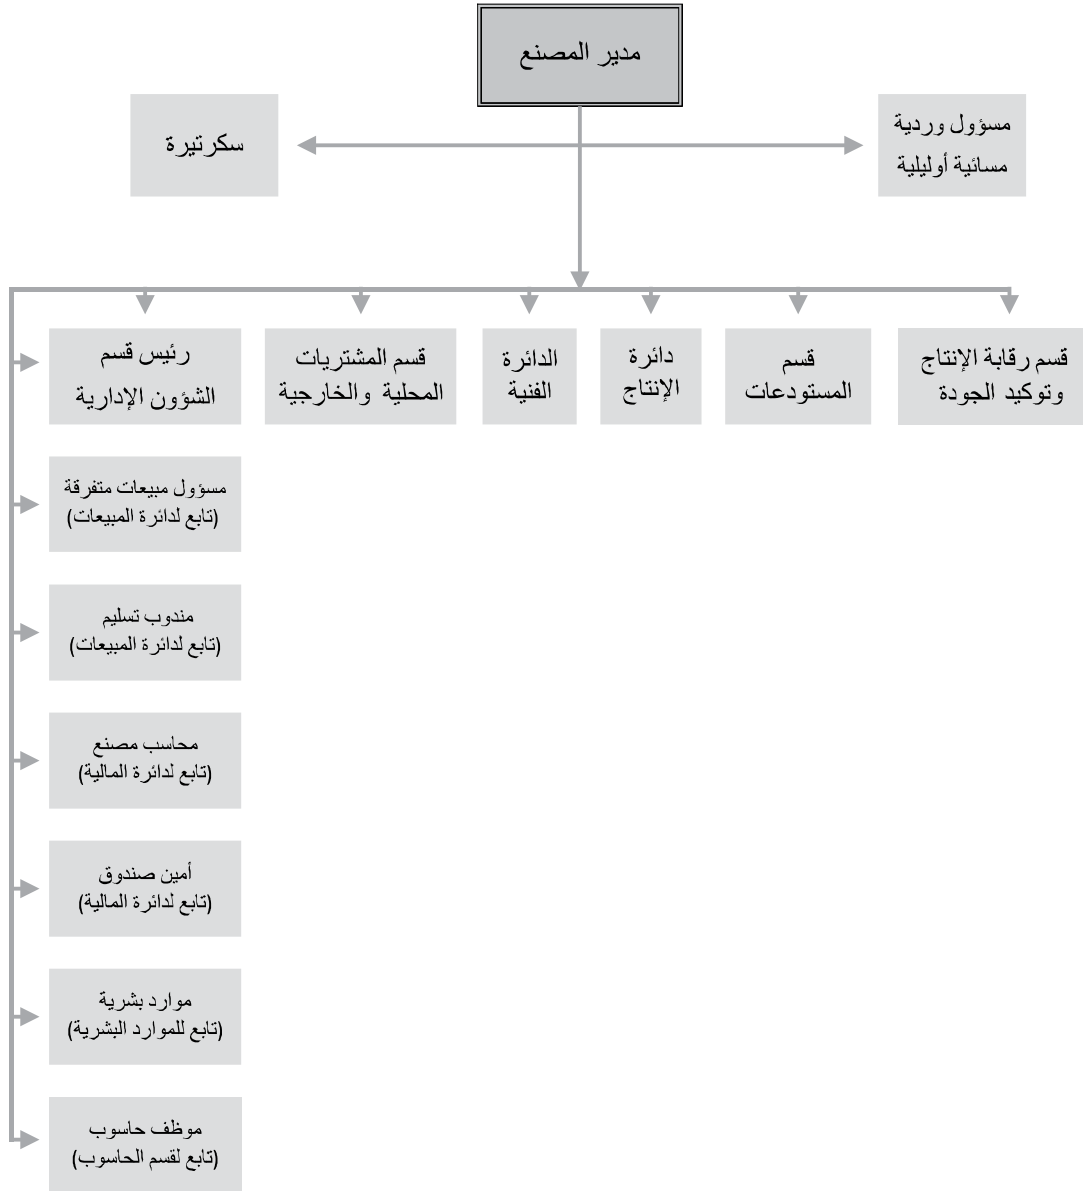 مدير المصنع
مسؤول وردية
مسائية أوليلية
سكرتيرة
قسم رقابة الإنتاج
وتوكيد الجودة
قسم
المستودعات
دائرة
الإنتاج
الدائرة
الفنية
قسم المشتريات
المحلية والخارجية
رئيس قسم
الشؤون الإدارية
مسؤول مبيعات متفرقة
(تابع لدائرة المبيعات)
مندوب تسليم
(تابع لدائرة المبيعات)
محاسب مصنع
(تابع لدائرة المالية)
أمين صندوق
(تابع لدائرة المالية)
موارد بشرية
(تابع للموارد البشرية)
موظف حاسوب
(تابع لقسم الحاسوب)